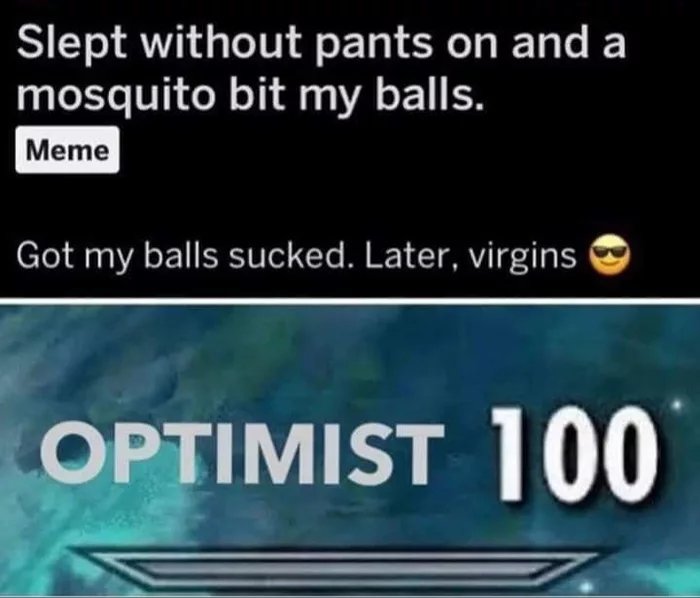 Slept without pants on and a
mosquito bit my balls.
Meme
Got my balls sucked. Later, virgins 😎
OPTIMIST 100